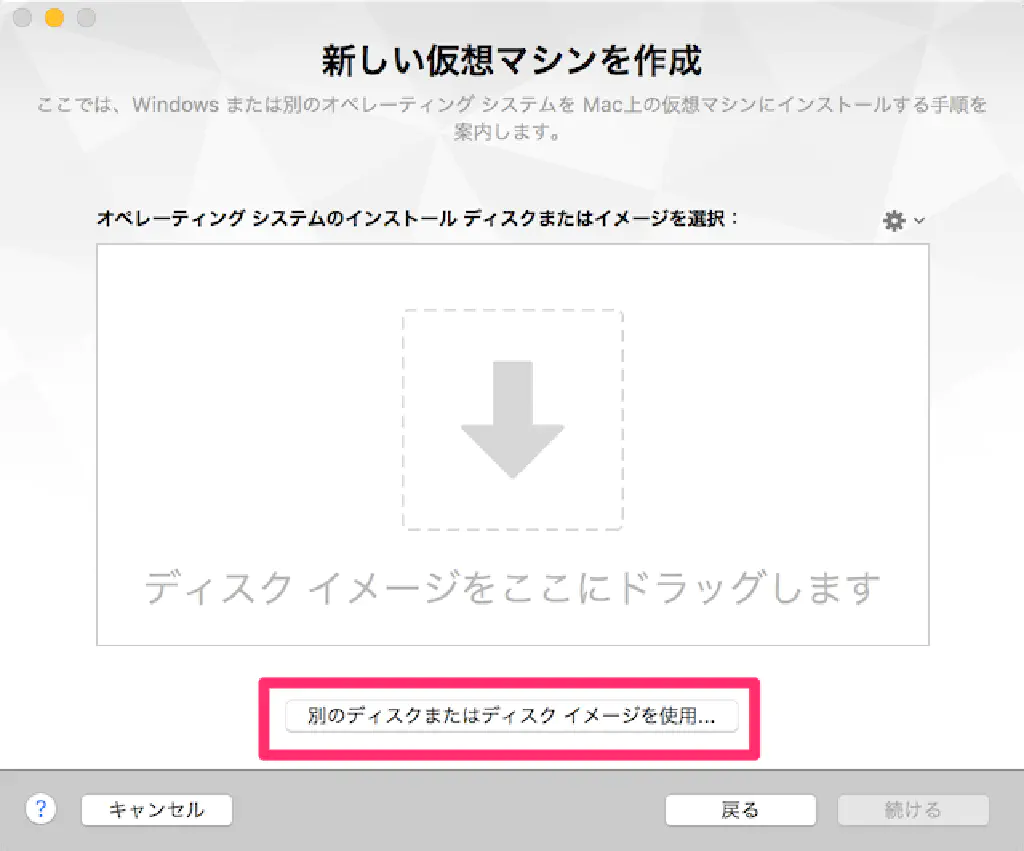 新しい仮想マシンを作成
ここでは、Windows または別のオペレーティング システムを Mac上の仮想マシンにインストールする手順を
案内します。
オペレーティング システムのインストール ディスクまたはイメージを選択：
ディスク イメージをここにドラッグします
別のディスクまたはディスク イメージを使用...
?
キャンセル
戻る
続ける